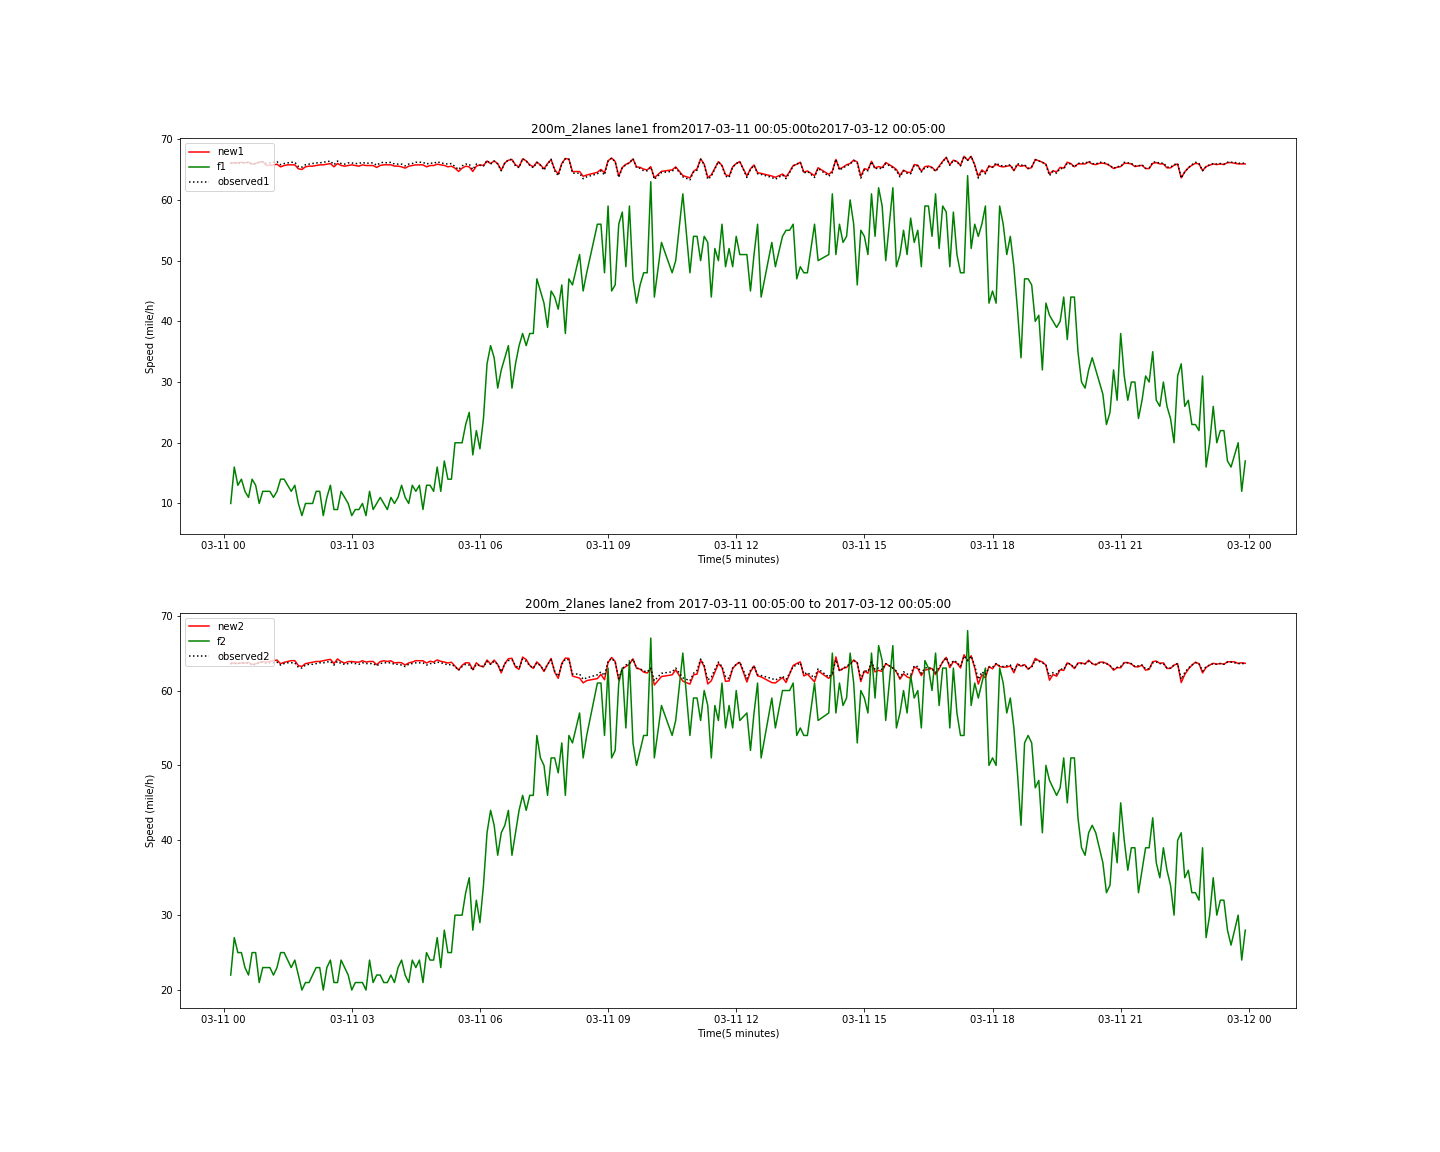 200m_2lanes lane1 from2017-03-11 00:05:00to2017-03-12 00:05:00
70
60
50
40
30
20
10
Speed (mile/h)
new1
f1
observed1
03-11 00 03-11 03 03-11 06 03-11 09 03-11 12 03-11 15 03-11 18 03-11 21 03-12 00
Time(5 minutes)
200m_2lanes lane2 from 2017-03-11 00:05:00 to 2017-03-12 00:05:00
70
60
50
40
30
20
Speed (mile/h)
new2
f2
observed2
03-11 00 03-11 03 03-11 06 03-11 09 03-11 12 03-11 15 03-11 18 03-11 21 03-12 00
Time(5 minutes)